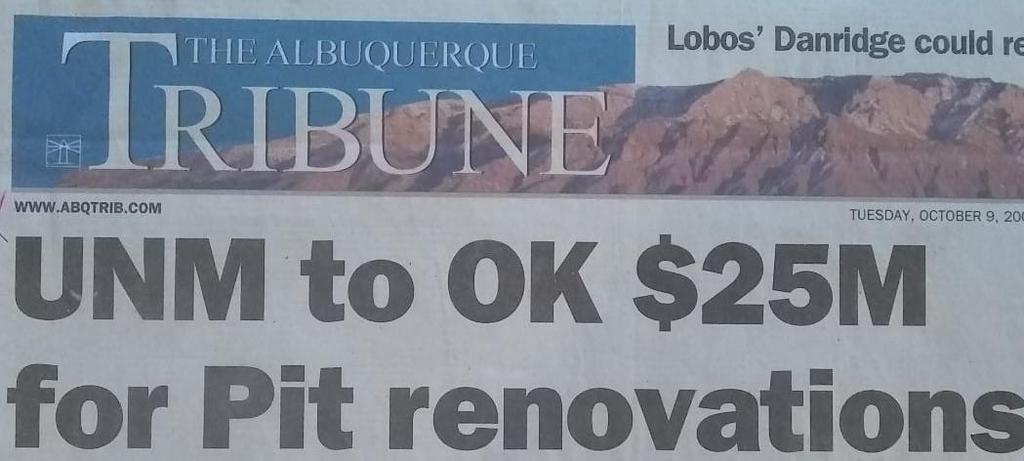 Lobos' Danridge could re
THE ALBUQUERQUE
TRIBUNE
WWW.ABQTRIB.COM
TUESDAY, OCTOBER 9, 200
UNM to OK $25M
for Pit renovations